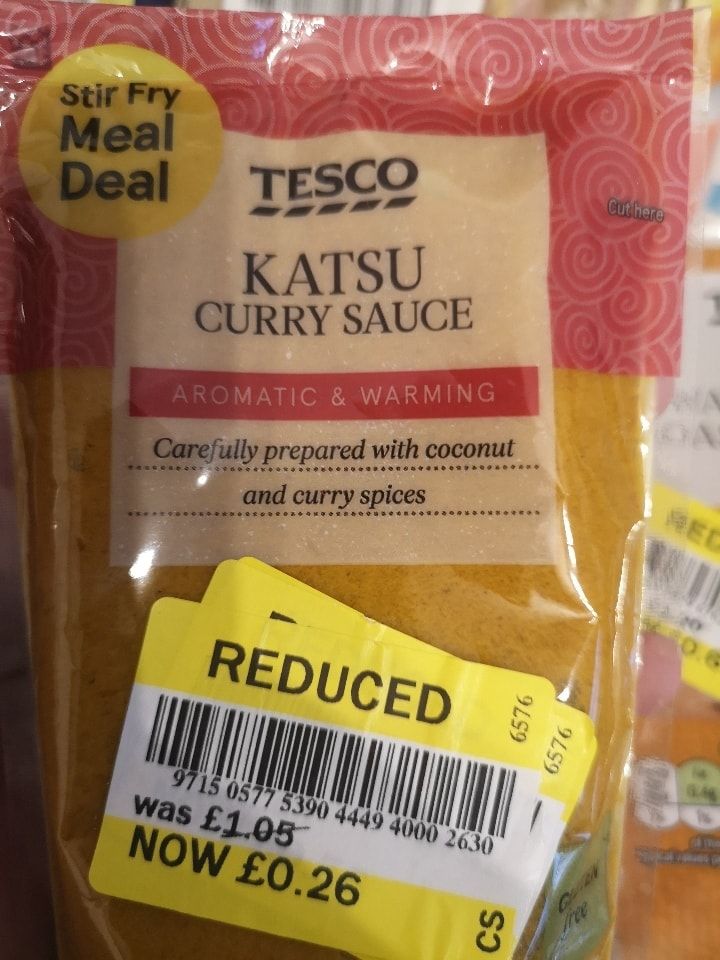 Stir Fry
Meal
Deal
TESCO
Cut here
KATSU
CURRY SAUCE
AROMATIC & WARMING
Carefully prepared with coconut
and curry spices
REDUCED
6576
6576
9715 0577 5390 4449 4000 2630
was £1.05
NOW £0.26
CS
free